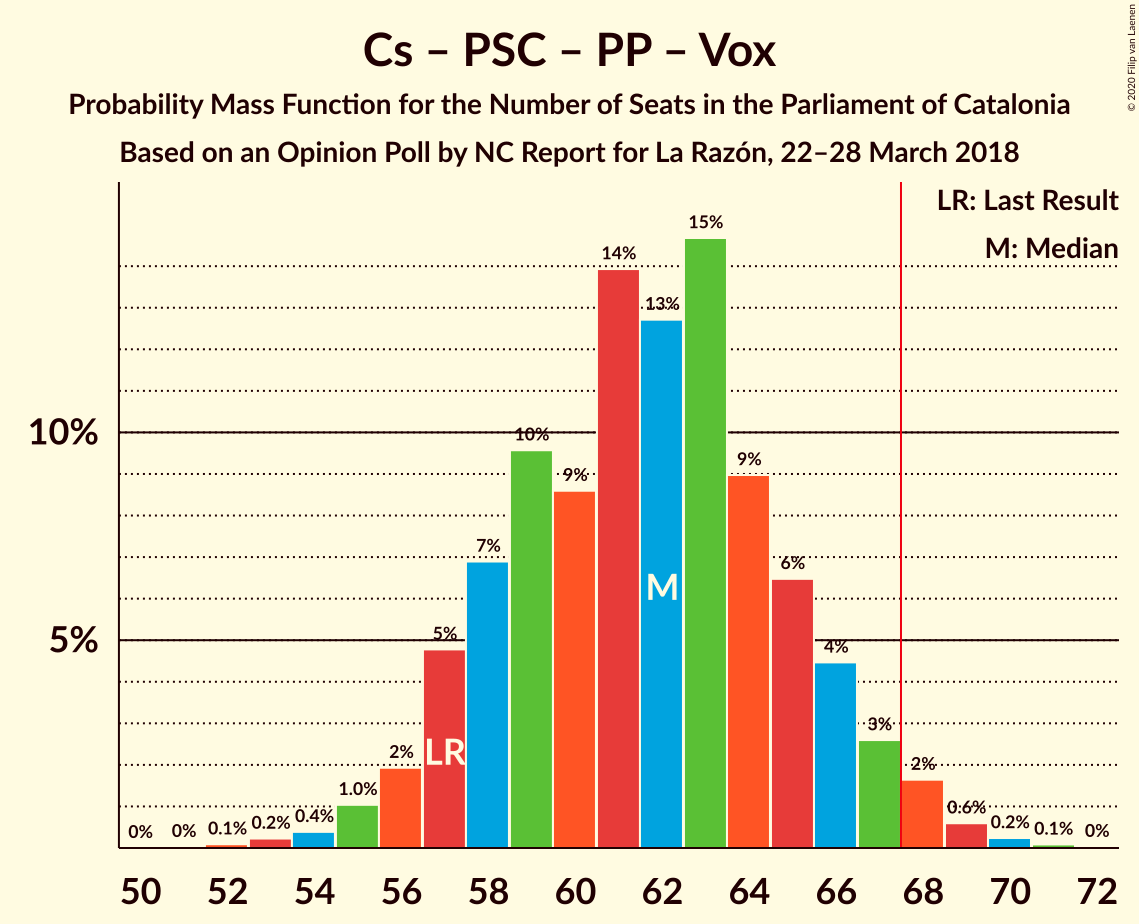 Cs – PSC – PP – Vox
Probability Mass Function for the Number of Seats in the Parliament of Catalonia
Based on an Opinion Poll by NC Report for La Razón, 22–28 March 2018
© 2020 Filip van Laenen
LR: Last Result
M: Median
10%
5%
0% 0% 0.1% 0.2% 0.4% 1.0% 2% 5% 7% 10% 9% 14% 13% 15% 9% 6% 4% 3% 2% 0.6% 0.2% 0.1% 0%
LR
M
50 52 54 56 58 60 62 64 66 68 70 72